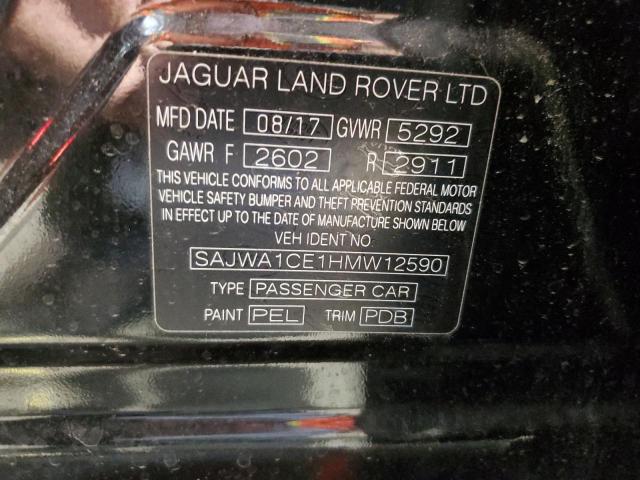 JAGUAR LAND ROVER LTD
MFD DATE 08/17 GVWR 5292
GAWR F 2602 R 2911
THIS VEHICLE CONFORMS TO ALL APPLICABLE FEDERAL MOTOR
VEHICLE SAFETY BUMPER AND THEFT PREVENTION STANDARDS
IN EFFECT UP TO THE DATE OF MANUFACTURE SHOWN BELOW
VEH IDENT NO
SAJWA1CE1HMW12590
TYPE PASSENGER CAR
PAINT PEL TRIM PDB